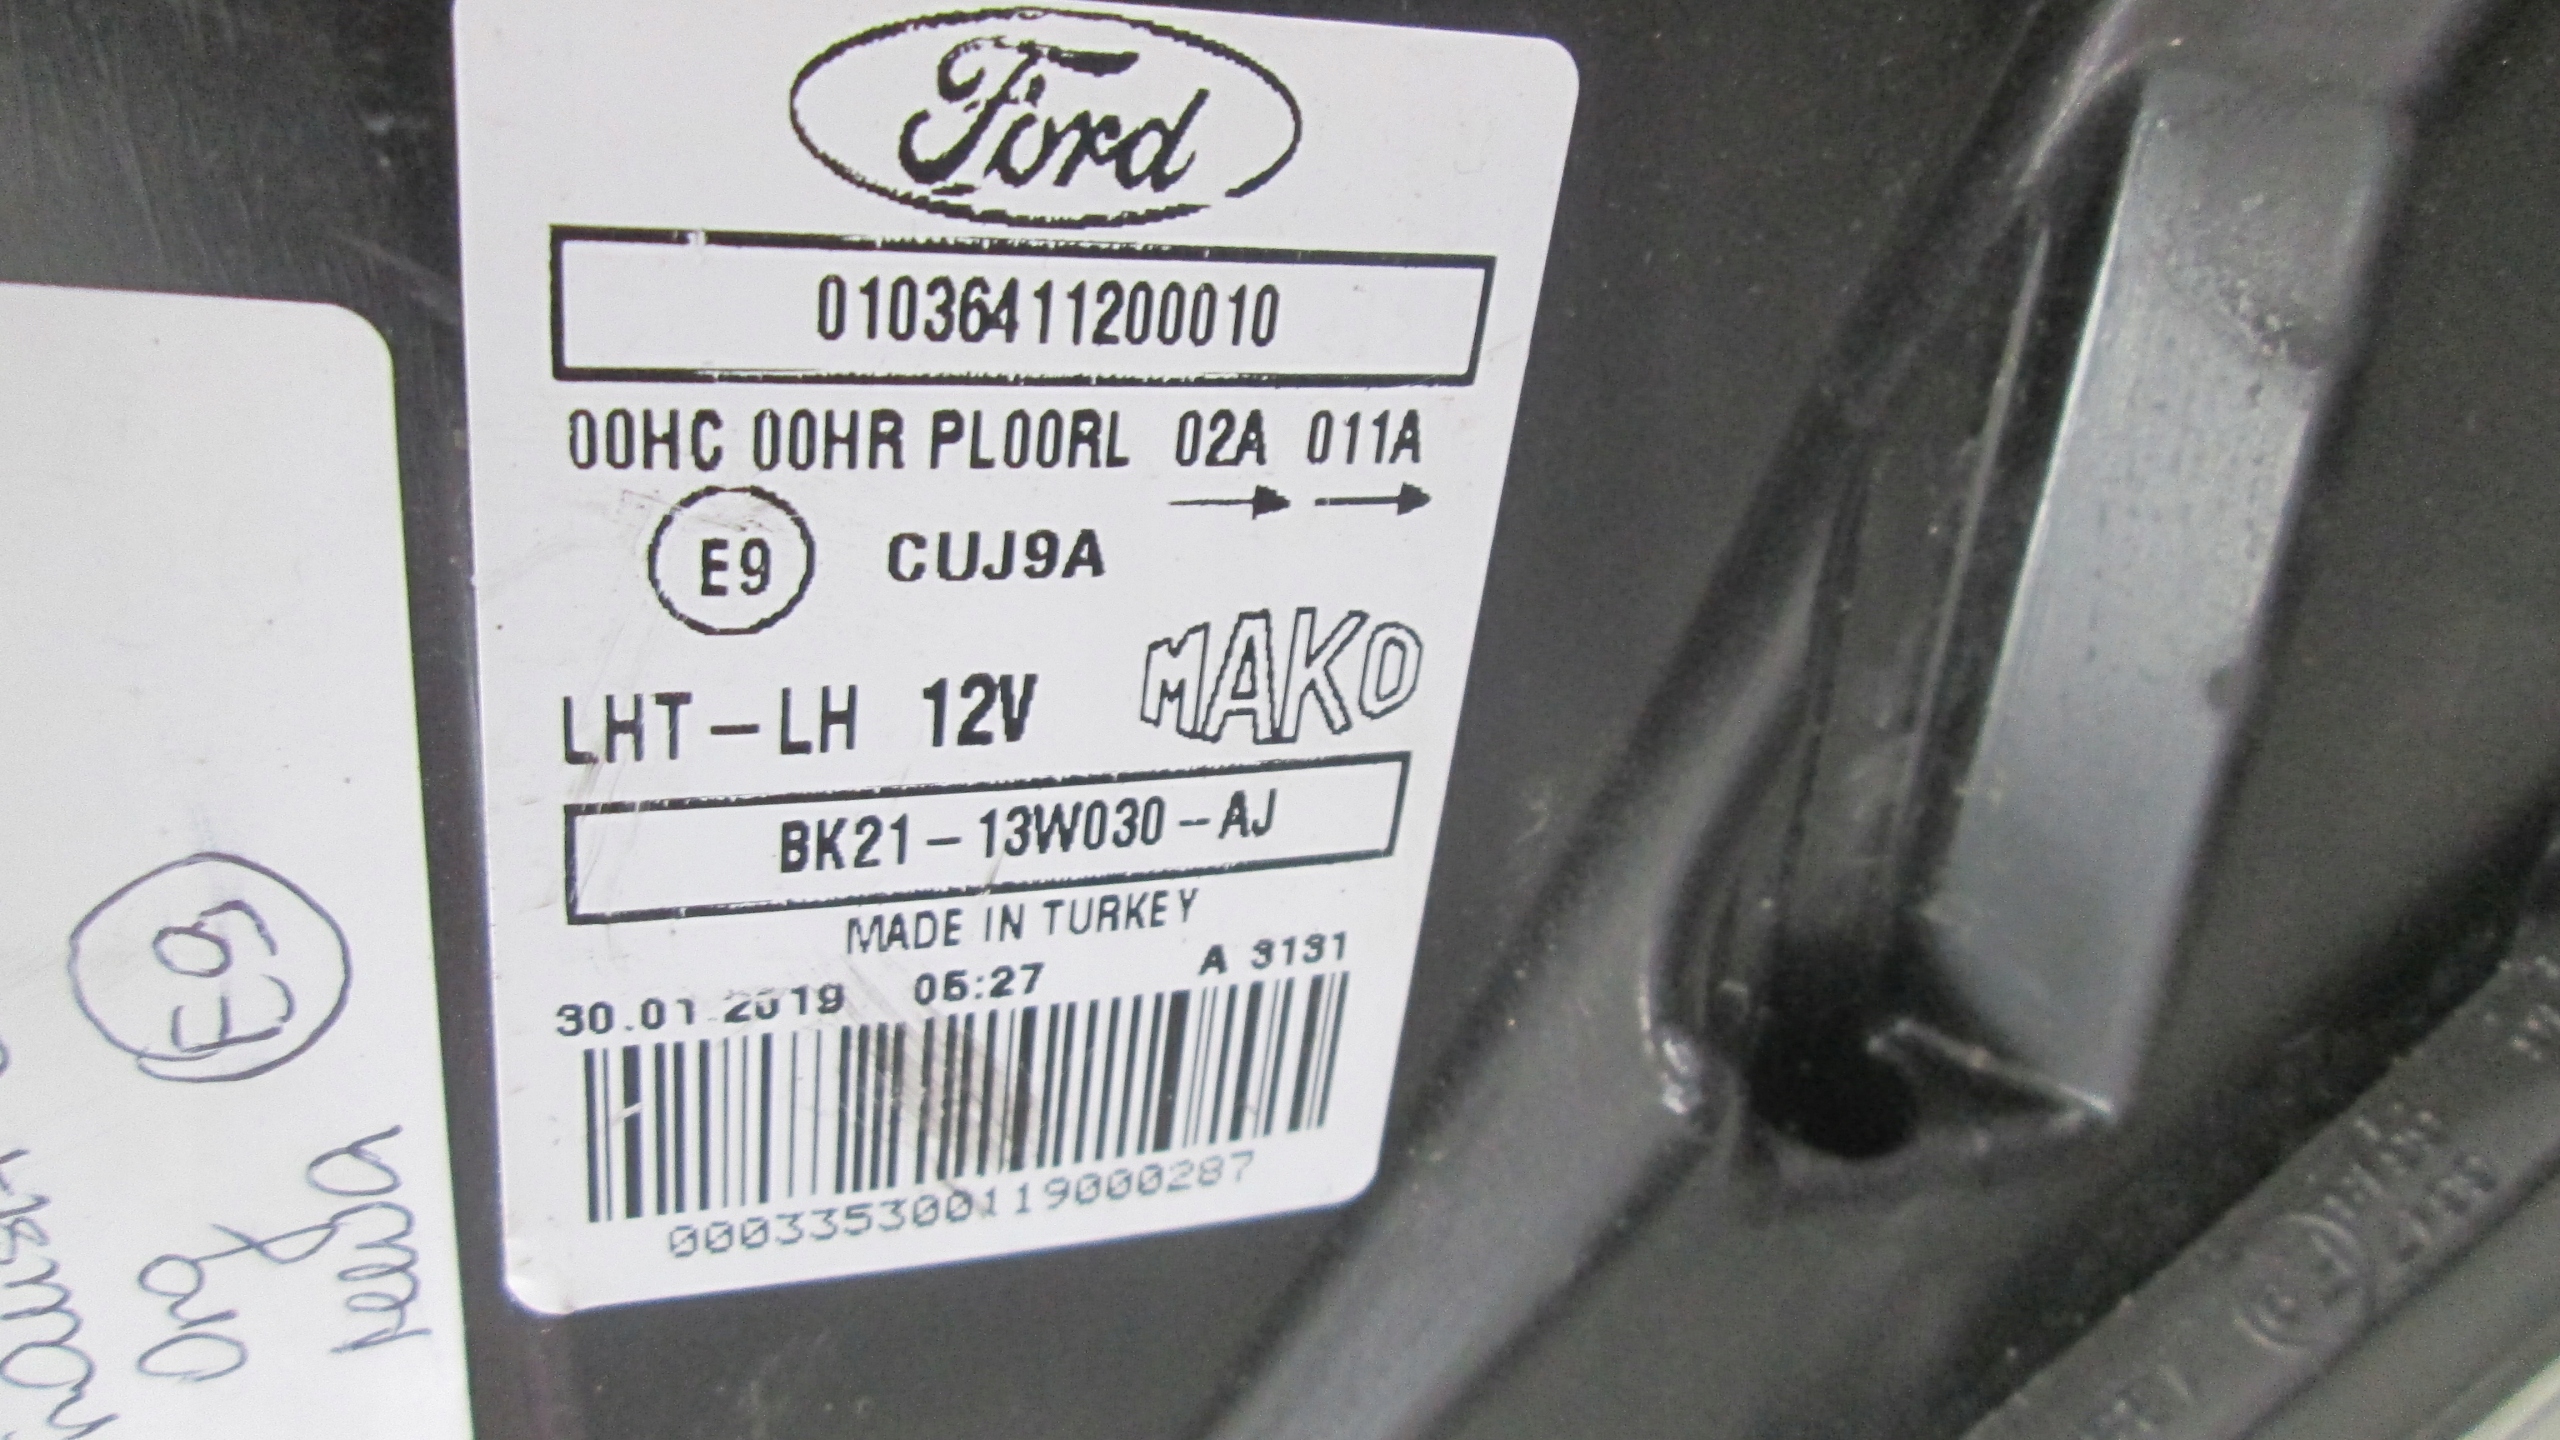 Ford
01036411200010
00HC 00HR PL00RL 02A 011A
E9 CUJ9A
MAKO
LHT-LH 12V
BK21-13W030-AJ
MADE IN TURKEY
30.01.2019 05:27 A 3131
000335300119000287
E9